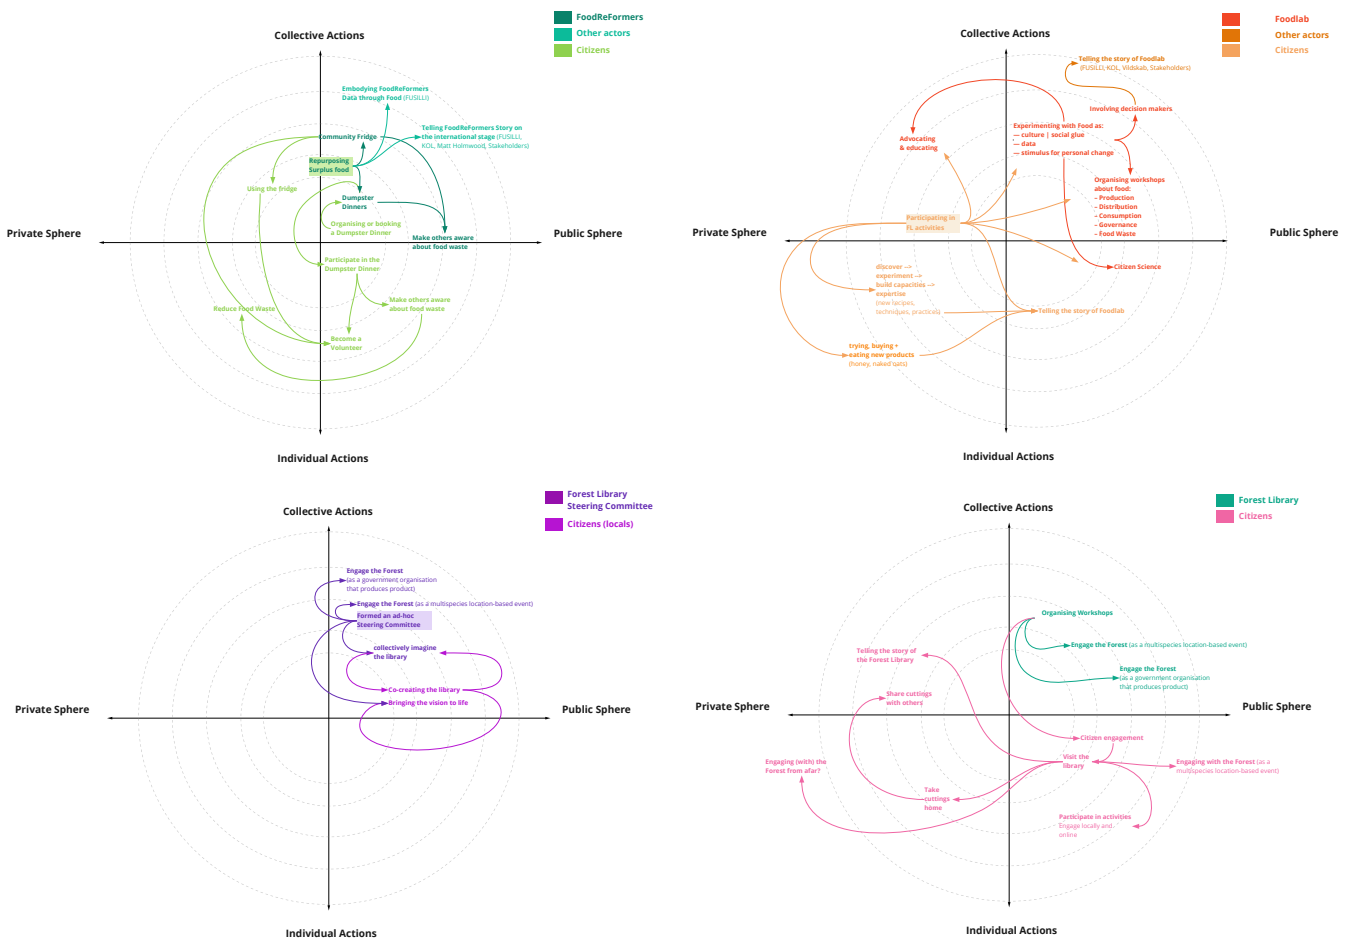 FoodReFormers
Other actors
Citizens
Collective Actions
Embodying FoodReFormers
Data through Food (FUSILLI)
Telling FoodReFormers Story on
the international stage (FUSILLI,
KOL, Matt Holmwood, Stakeholders)
Community Fridge
Repurposing
Surplus food
Using the fridge
Dumpster
Dinners
Organising or booking
a Dumpster Dinner
Private Sphere
Public Sphere
Make others aware
about food waste
Participate in the
Dumpster Dinner
Make others aware
about food waste
Reduce Food Waste
Become a
Volunteer
Individual Actions
Foodlab
Other actors
Citizens
Collective Actions
Telling the story of Foodlab
(FUSILLI, KOL, Vildskab, Stakeholders)
Involving decision makers
Experimenting with Food as:
— culture | social glue
— data
— stimulus for personal change
Advocating
& educating
Organising workshops
about food:
– Production
– Distribution
– Consumption
– Governance
– Food Waste
Participating in
FL activities
Private Sphere
Public Sphere
Citizen Science
discover -->
experiment -->
build capacities -->
expertise
(new recipes,
techniques, practicals)
Telling the story of Foodlab
trying, buying +
eating new products
(honey, naked oats)
Individual Actions
Forest Library
Steering Committee
Citizens (locals)
Collective Actions
Engage the Forest
(as a government organisation
that produces product)
Engage the Forest (as a multispecies location-based event)
Formed an ad-hoc
Steering Committee
collectively imagine
the library
Co-creating the library
Bringing the vision to life
Private Sphere
Public Sphere
Individual Actions
Forest Library
Citizens
Collective Actions
Organising Workshops
Engage the Forest (as a multispecies location-based event)
Telling the story of
the Forest Library
Engage the Forest
(as a government organisation
that produces product)
Share cuttings
with others
Private Sphere
Public Sphere
Citizen engagement
Visit the
library
Engaging (with) the
Forest from afar?
Engaging with the Forest (as a
multispecies location-based event)
Take
cuttings
home
Participate in activities
Engage locally and
online
Individual Actions